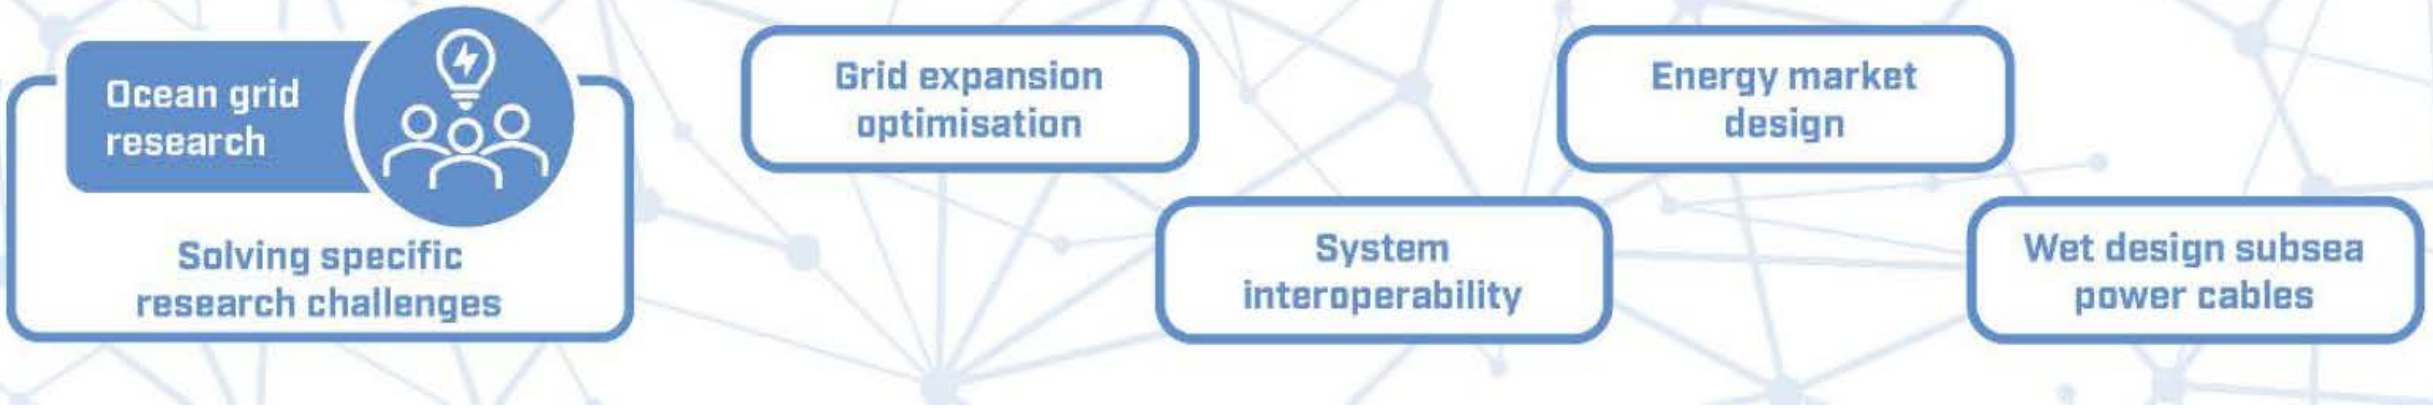 Ocean grid
research
Solving specific
research challenges
Grid expansion
optimisation
System
interoperability
Energy market
design
Wet design subsea
power cables